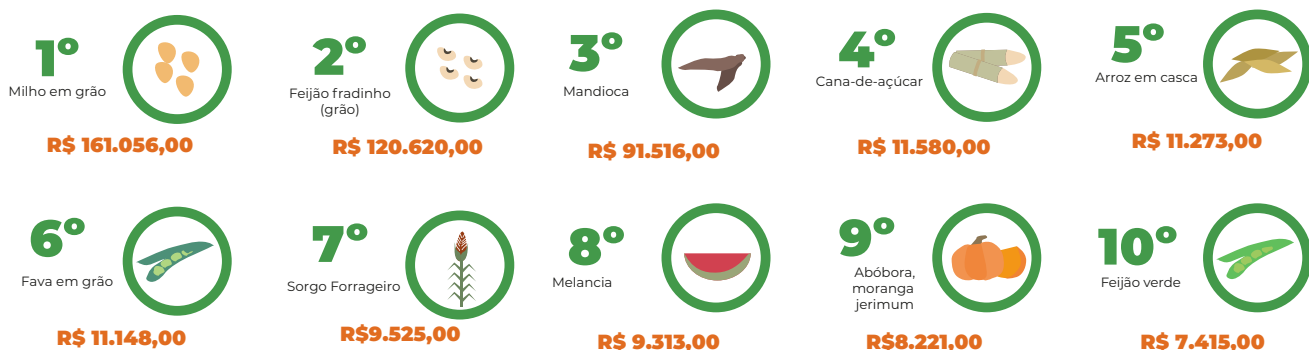 1º
Milho em grão
R$ 161.056,00
2º
Feijão fradinho
(grão)
R$ 120.620,00
3º
Mandioca
R$ 91.516,00
4º
Cana-de-açúcar
R$ 11.580,00
5º
Arroz em casca
R$ 11.273,00
6º
Fava em grão
R$ 11.148,00
7º
Sorgo Forrageiro
R$9.525,00
8º
Melancia
R$ 9.313,00
9º
Abóbora,
moranga
jerimum
R$8.221,00
10º
Feijão verde
R$ 7.415,00